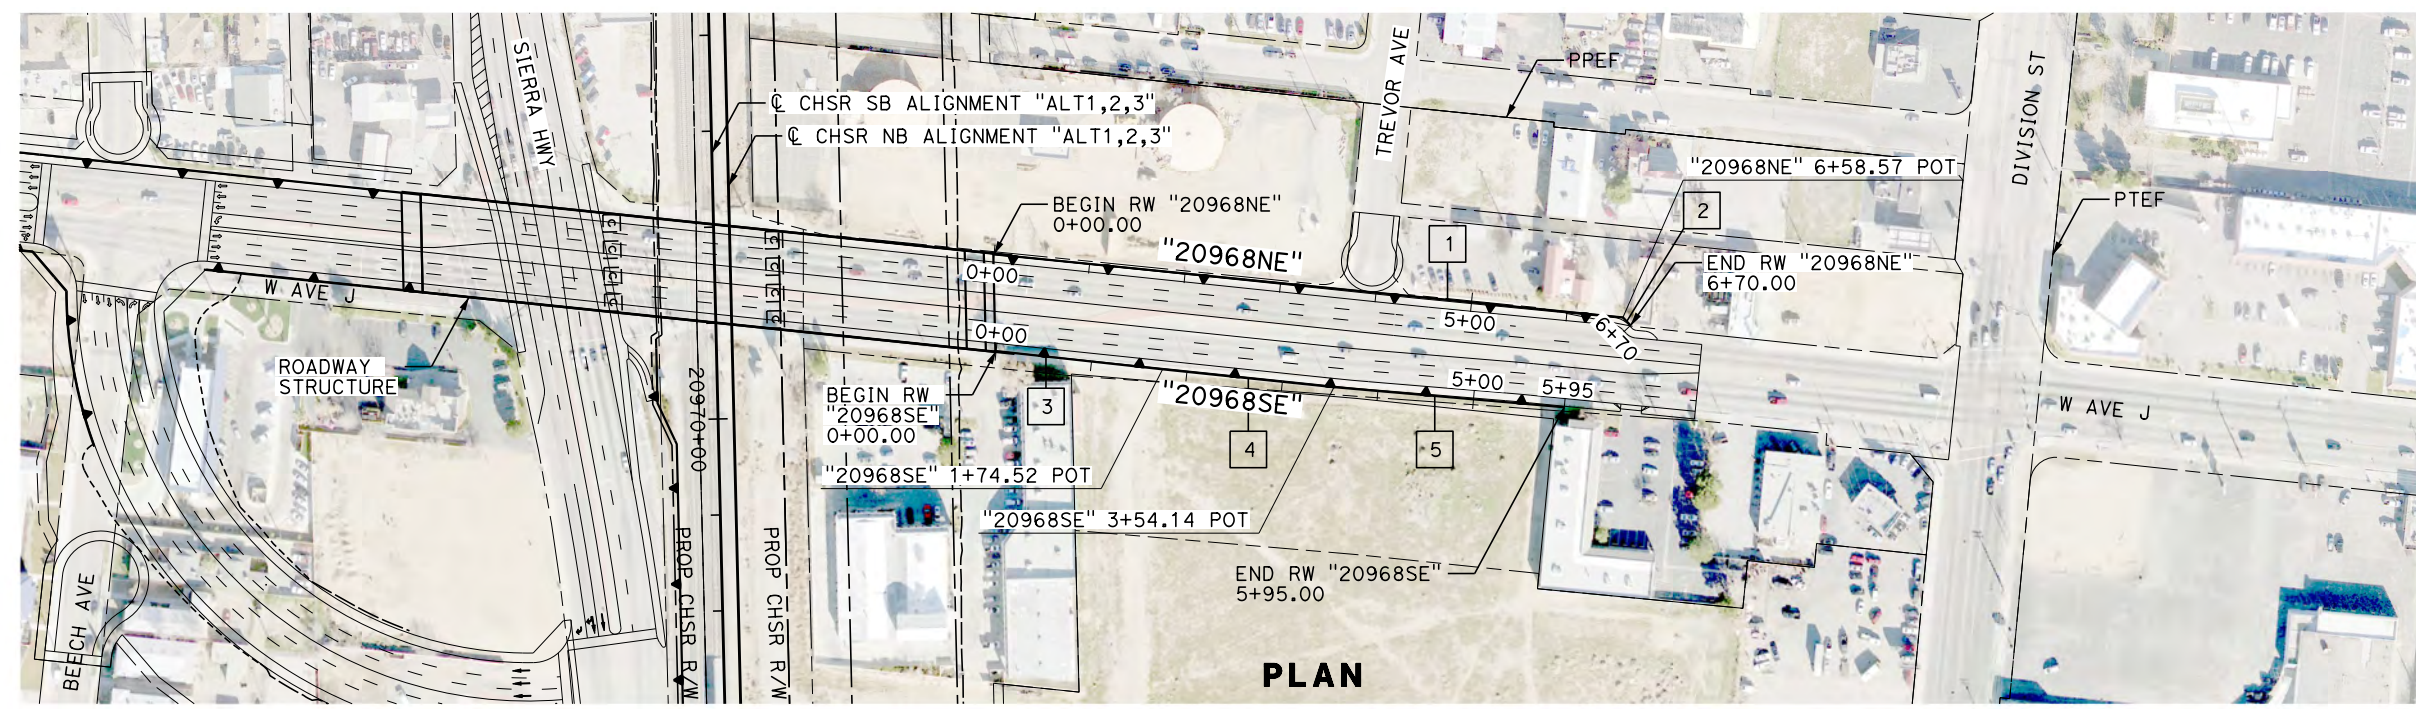 SIERRA HWY
℄ CHSR SB ALIGNMENT "ALT1,2,3"
℄ CHSR NB ALIGNMENT "ALT1,2,3"
TREVOR AVE
PPEF
DIVISION ST
"20968NE" 6+58.57 POT
2
PTEF
BEGIN RW "20968NE"
0+00.00
"20968NE"
1
END RW "20968NE"
6+70.00
0+00
0+00
5+00
6+70
W AVE J
ROADWAY
STRUCTURE
20970+00
BEGIN RW
"20968SE"
0+00.00
3
"20968SE"
5+00
5+95
W AVE J
4
5
"20968SE" 1+74.52 POT
"20968SE" 3+54.14 POT
END RW "20968SE"
5+95.00
PROP CHSR R/W
PROP CHSR R/W
BEECH AVE
PLAN